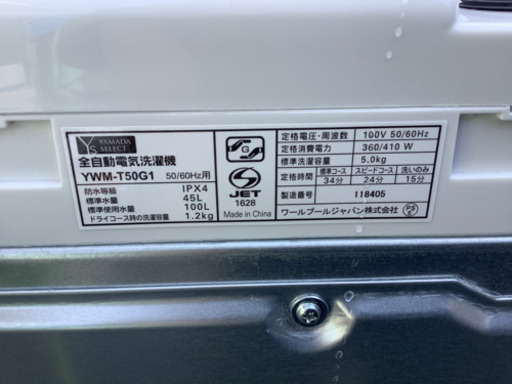 YS YAMADA SELECT
全自動電気洗濯機
YWM-T50G1 50/60Hz用
防水等級 IPX4
標準水量 45L
標準使用水量 100L
ドライコース時の洗濯容量 1.2kg
G
S
JET
1628
Made in China
定格電圧・周波数 100V 50/60Hz
定格消費電力 360/410 W
標準洗濯容量 5.0kg
定格時間 標準コース スピードコース 洗いのみ
34分 24分 15分
製造番号 118405
ワールプールジャパン株式会社
PS E